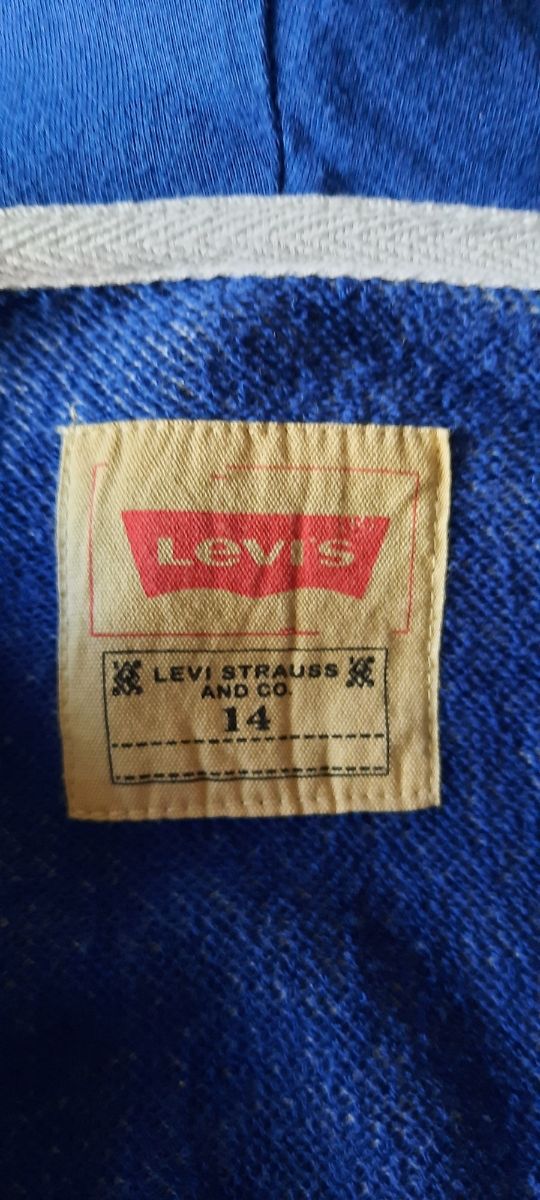 Levi's
LEVI STRAUSS
AND CO.
14